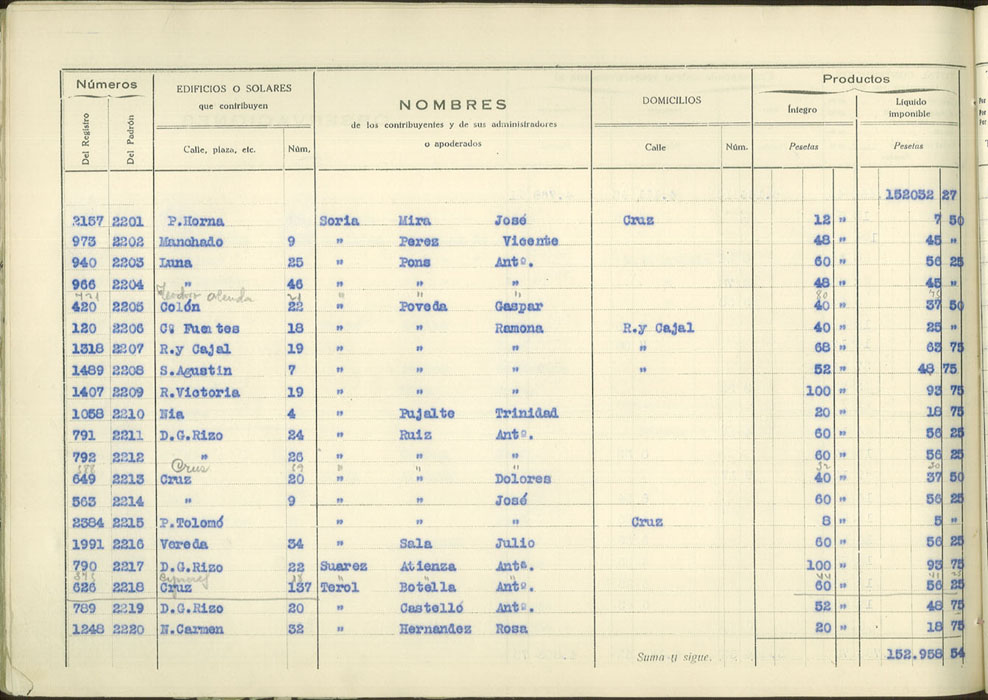 Números EDIFICIOS O SOLARES que contribuyen NOMBRES de los contribuyentes y de sus administradores o apoderados DOMICILIOS Productos
Del Registro Del Padrón Calle, plaza, etc. Núm. Calle Núm. Íntegro Pesetas Líquido imponible Pesetas
152032 27
2157 2201 P.Horna Soria Mira José Cruz 12 " 7 50
973 2202 Manchado 9 " Perez Vicente 48 " 45 "
940 2203 Luna 25 " Pons Antº. 60 " 56 25
966 2204 " 46 " " " 48 " 45 "
21 " " " 80
420 2205 Colón 22 " Poveda Gaspar 40 " 37 50
120 2206 Cº Fuentes 18 " " Ramona R.y Cajal 40 " 25 "
1318 2207 R.y Cajal 19 " " " " 68 " 63 75
1489 2208 S.Agustin 7 " " " " 52 " 48 75
1407 2209 R.Victoria 19 " " " 100 " 93 75
1058 2210 Nia 4 " Pujalte Trinidad 20 " 18 75
791 2211 D.G.Rizo 24 " Ruiz Antº. 60 " 56 25
792 2212 " 26 " " " 60 " 56 25
Cruz " " " 32 30
649 2213 Cruz 20 " " Dolores 40 " 37 50
563 2214 " 9 " " José 60 " 56 25
2384 2215 P.Tolomó " " " Cruz 8 " 5 "
1991 2216 Vereda 34 " Sala Julio 60 " 56 25
790 2217 D.G.Rizo 22 Suarez Atienza Antª. 100 " 93 75
" " " 44 41
626 2218 Cruz 137 Terol Botella Antº. 60 " 56 25
789 2219 D.G.Rizo 20 " Castelló Antº. 52 " 48 75
1248 2220 N.Carmen 32 " Hernandez Rosa 20 " 18 75
Suma y sigue. 152.958 54